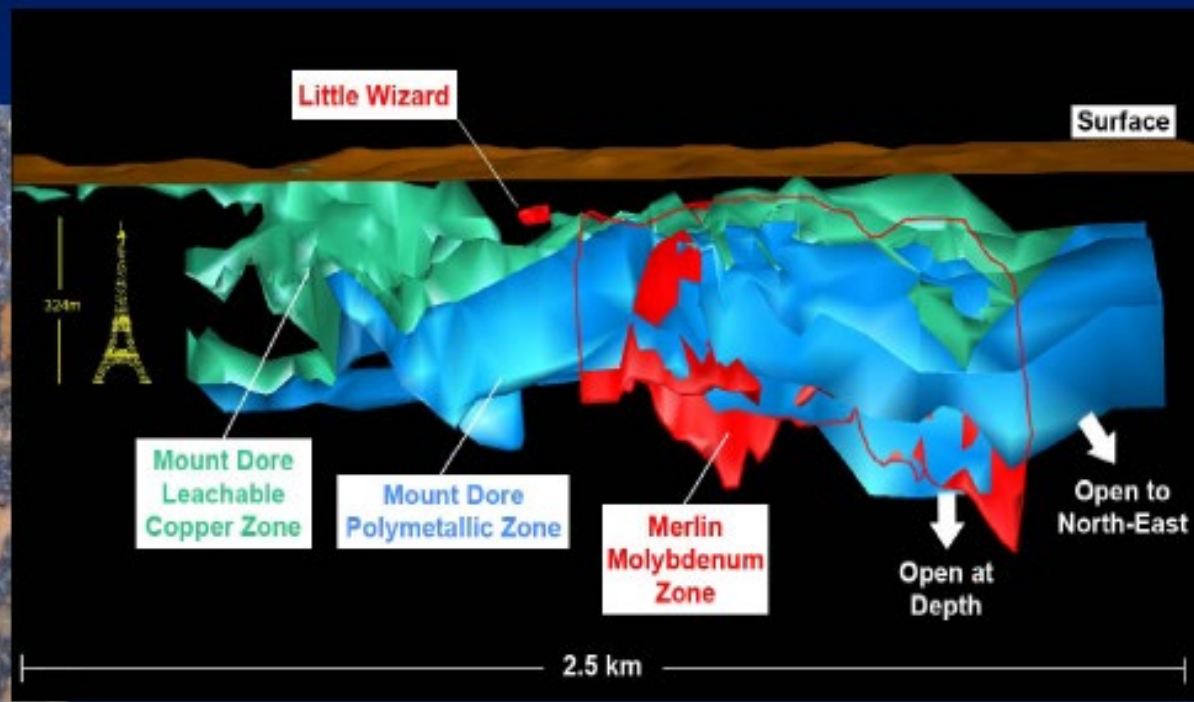 Little Wizard
Surface
324m
Mount Dore
Leachable
Copper Zone
Mount Dore
Polymetallic Zone
Merlin
Molybdenum
Zone
Open at
Depth
Open to
North-East
2.5 km